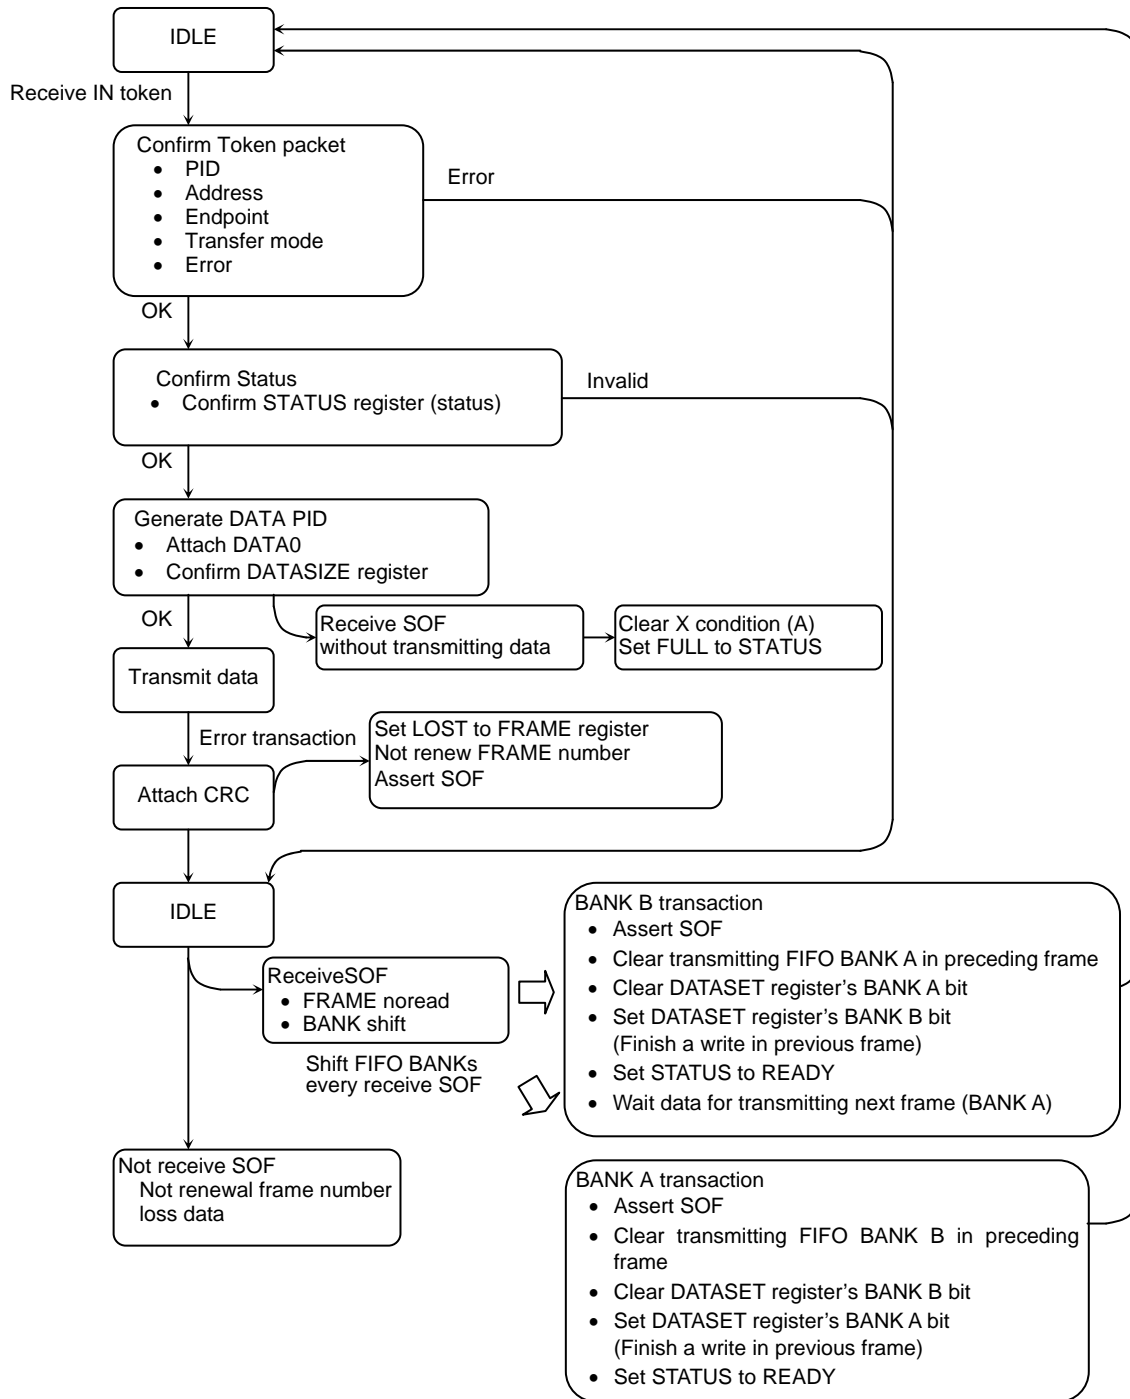 IDLE
Receive IN token
Confirm Token packet
• PID
• Address
• Endpoint
• Transfer mode
• Error
Error
OK
Confirm Status
• Confirm STATUS register (status)
Invalid
OK
Generate DATA PID
• Attach DATA0
• Confirm DATASIZE register
OK
Receive SOF
without transmitting data
Clear X condition (A)
Set FULL to STATUS
Transmit data
Error transaction
Set LOST to FRAME register
Not renew FRAME number
Assert SOF
Attach CRC
IDLE
ReceiveSOF
• FRAME noread
• BANK shift
Shift FIFO BANKs
every receive SOF
BANK B transaction
• Assert SOF
• Clear transmitting FIFO BANK A in preceding frame
• Clear DATASET register's BANK A bit
• Set DATASET register's BANK B bit
(Finish a write in previous frame)
• Set STATUS to READY
• Wait data for transmitting next frame (BANK A)
Not receive SOF
Not renewal frame number
loss data
BANK A transaction
• Assert SOF
• Clear transmitting FIFO BANK B in preceding
frame
• Clear DATASET register's BANK B bit
• Set DATASET register's BANK A bit
(Finish a write in previous frame)
• Set STATUS to READY